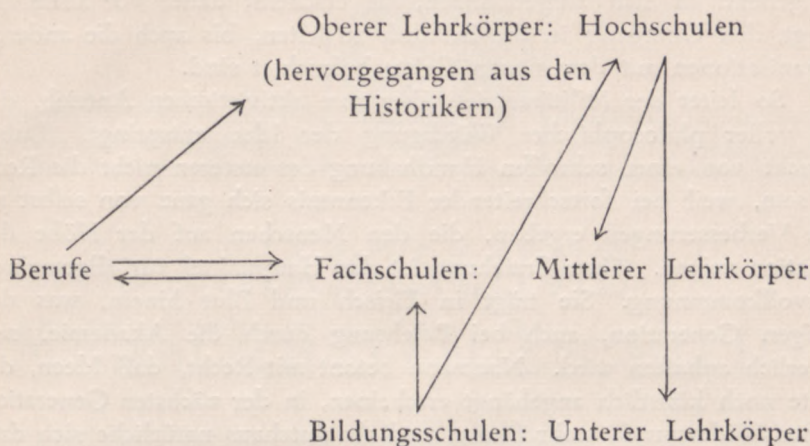 Oberer Lehrkörper: Hochschulen
(hervorgegangen aus den
Historikern)
Berufe Fachschulen: Mittlerer Lehrkörper
Bildungsschulen: Unterer Lehrkörper